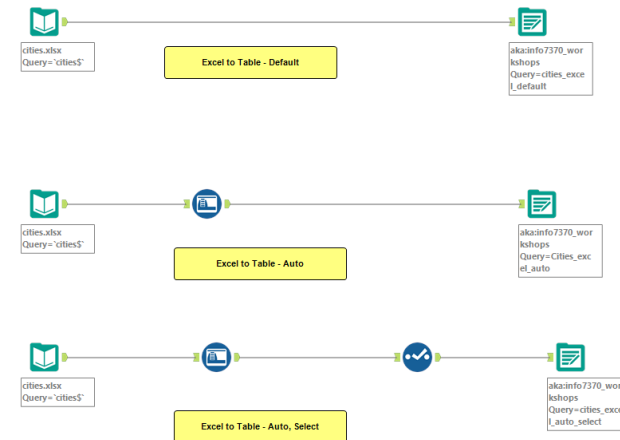 cities.xlsx
Query=`cities$`
Excel to Table - Default
aka:info7370_wor
kshops
Query=cities_exce
l_default
cities.xlsx
Query=`cities$`
Excel to Table - Auto
aka:info7370_wor
kshops
Query=Cities_exc
el_auto
cities.xlsx
Query=`cities$`
Excel to Table - Auto, Select
aka:info7370_wor
kshops
Query=cities_exce
l_auto_select